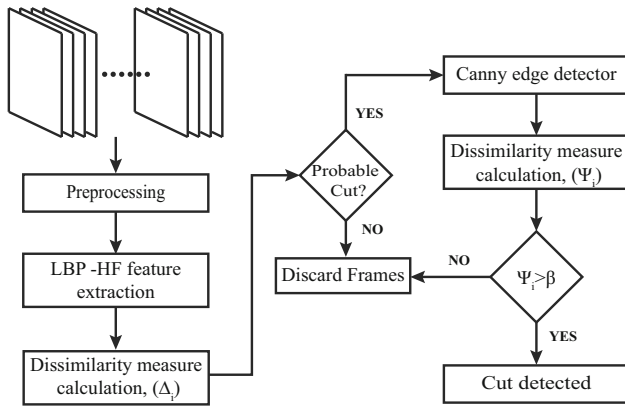 Preprocessing
LBP -HF feature
extraction
Dissimilarity measure
calculation, (Δi)
Probable
Cut?
YES
NO
Discard Frames
Canny edge detector
Dissimilarity measure
calculation, (Ψi)
Ψi>β
NO
YES
Cut detected